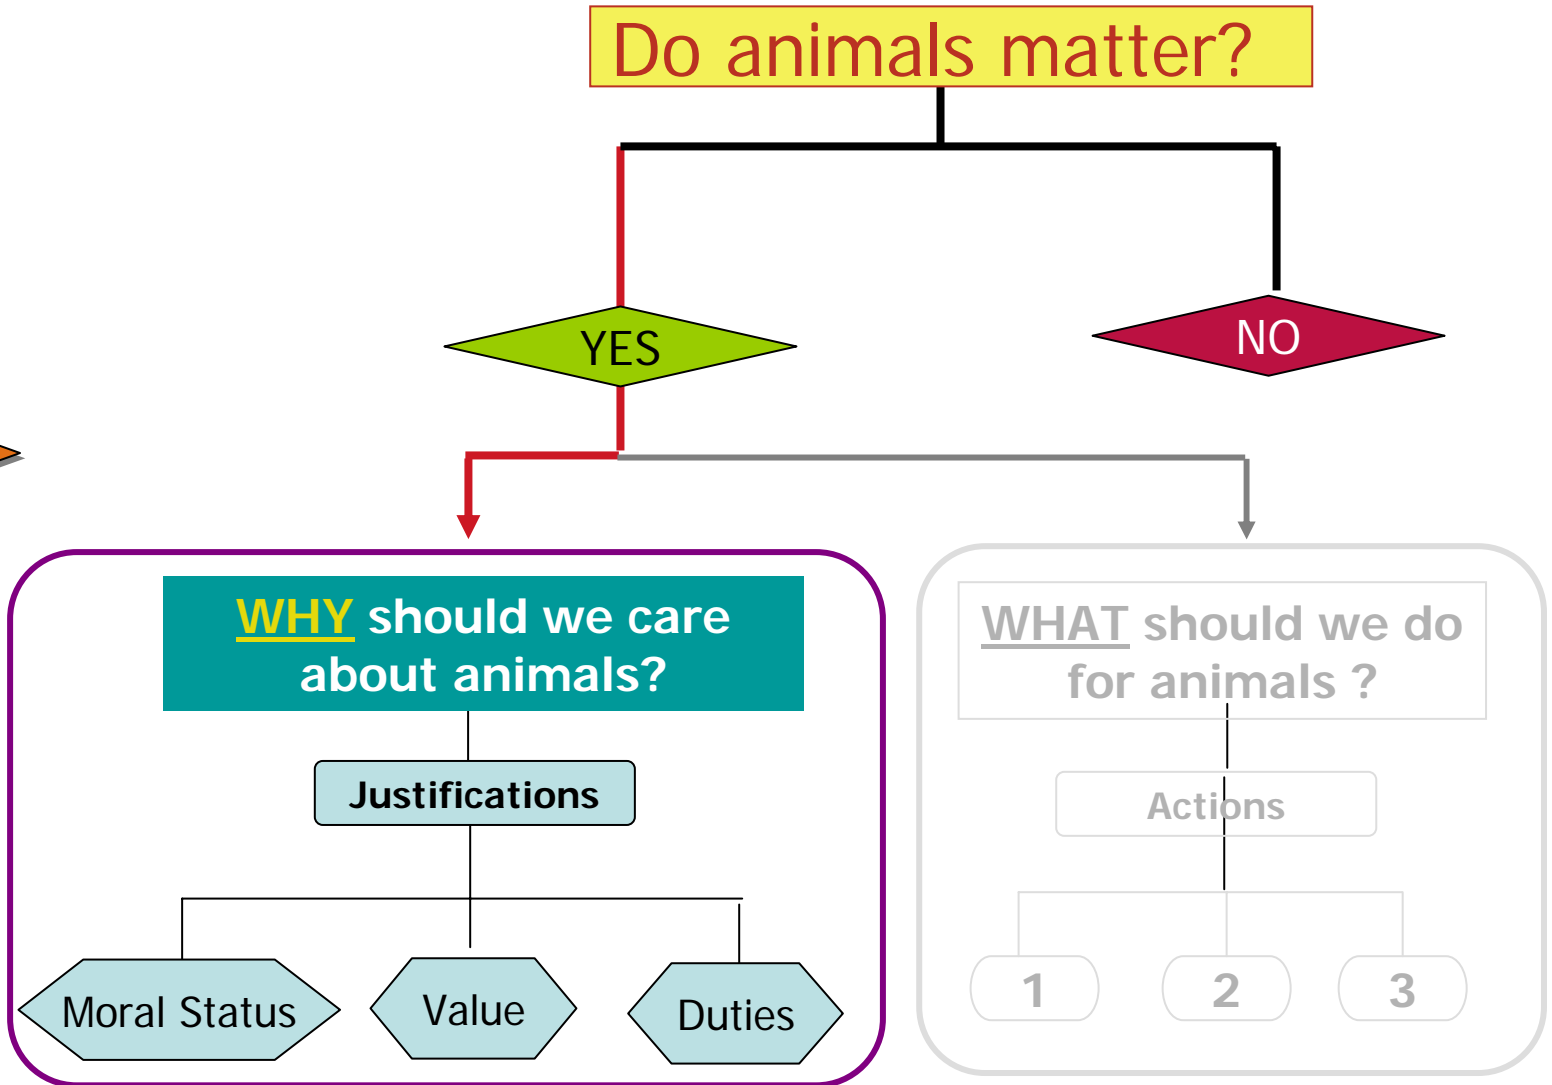 Do animals matter?
YES
NO
WHY should we care
about animals?
Justifications
Moral Status
Value
Duties
WHAT should we do
for animals ?
Actions
1
2
3